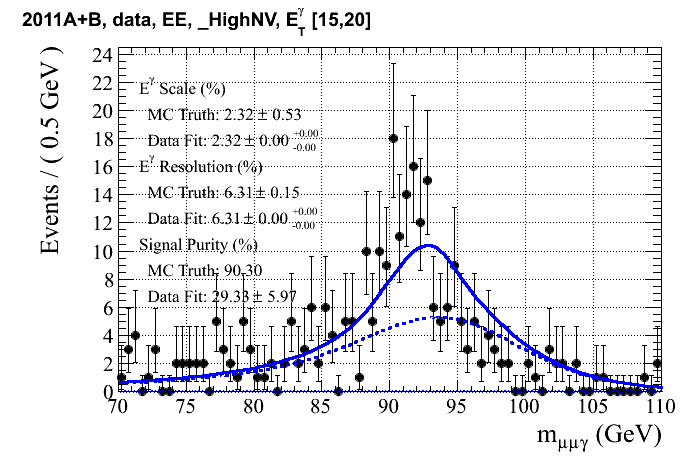 2011A+B, data, EE, _HighNV, E_T^γ [15,20]
Events / ( 0.5 GeV )
24
22
20
18
16
14
12
10
8
6
4
2
0
E^γ Scale (%)
MC Truth: 2.32 ± 0.53
Data Fit: 2.32 ± 0.00 +0.00 -0.00
E^γ Resolution (%)
MC Truth: 6.31 ± 0.15
Data Fit: 6.31 ± 0.00 +0.00 -0.00
Signal Purity (%)
MC Truth: 90.30
Data Fit: 29.33 ± 5.97
70 75 80 85 90 95 100 105 110
m_μμγ (GeV)